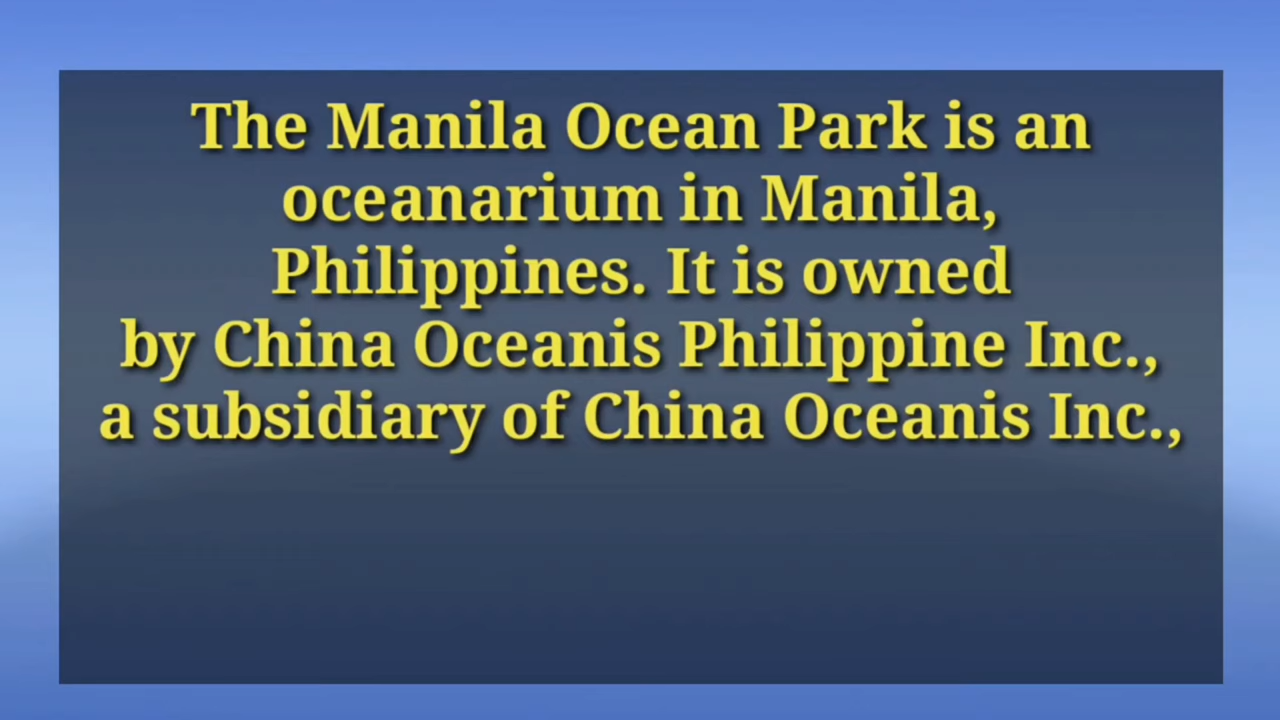 The Manila Ocean Park is an
oceanarium in Manila,
Philippines. It is owned
by China Oceanis Philippine Inc.,
a subsidiary of China Oceanis Inc.,